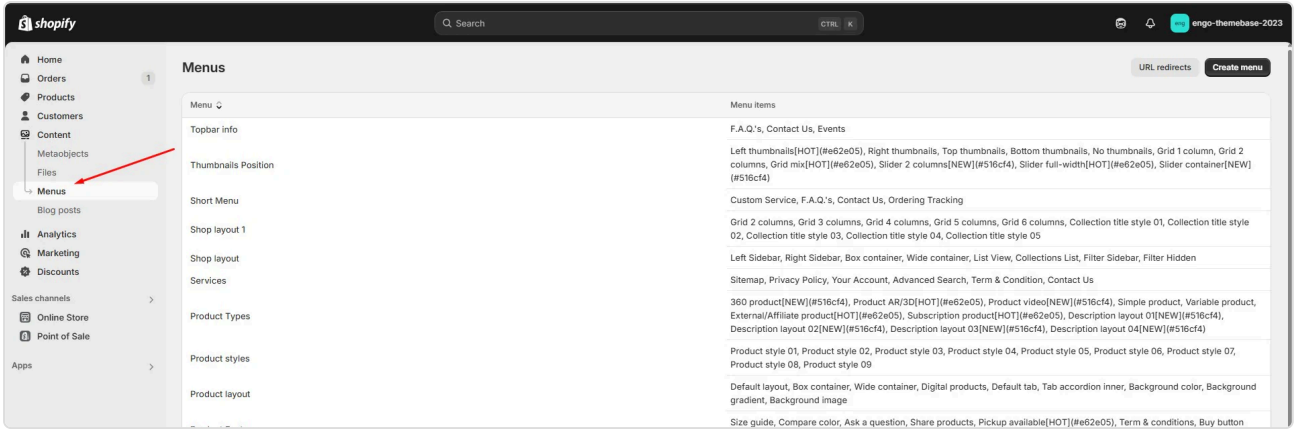 shopify
Search
CTRL K
eng
engo-themebase-2023
Home
Orders 1
Products
Customers
Content
Metaobjects
Files
Menus
Blog posts
Analytics
Marketing
Discounts
Sales channels
Online Store
Point of Sale
Apps
Menus
URL redirects
Create menu
Menu
Menu items
Topbar info
F.A.Q.'s, Contact Us, Events
Thumbnails Position
Left thumbnails[HOT](#e62e05), Right thumbnails, Top thumbnails, Bottom thumbnails, No thumbnails, Grid 1 column, Grid 2
columns, Grid mix[HOT](#e62e05), Slider 2 columns[NEW](#516cf4), Slider full-width[HOT](#e62e05), Slider container[NEW]
(#516cf4)
Short Menu
Custom Service, F.A.Q.'s, Contact Us, Ordering Tracking
Shop layout 1
Grid 2 columns, Grid 3 columns, Grid 4 columns, Grid 5 columns, Grid 6 columns, Collection title style 01, Collection title style
02, Collection title style 03, Collection title style 04, Collection title style 05
Shop layout
Left Sidebar, Right Sidebar, Box container, Wide container, List View, Collections List, Filter Sidebar, Filter Hidden
Services
Sitemap, Privacy Policy, Your Account, Advanced Search, Term & Condition, Contact Us
Product Types
360 product[NEW](#516cf4), Product AR/3D[HOT](#e62e05), Product video[NEW](#516cf4), Simple product, Variable product,
External/Affiliate product[HOT](#e62e05), Subscription product[HOT](#e62e05), Description layout 01[NEW](#516cf4),
Description layout 02[NEW](#516cf4), Description layout 03[NEW](#516cf4), Description layout 04[NEW](#516cf4)
Product styles
Product style 01, Product style 02, Product style 03, Product style 04, Product style 05, Product style 06, Product style 07,
Product style 08, Product style 09
Product layout
Default layout, Box container, Wide container, Digital products, Default tab, Tab accordion inner, Background color, Background
gradient, Background image
Size guide, Compare color, Ask a question, Share products, Pickup available[HOT](#e62e05), Term & conditions, Buy button